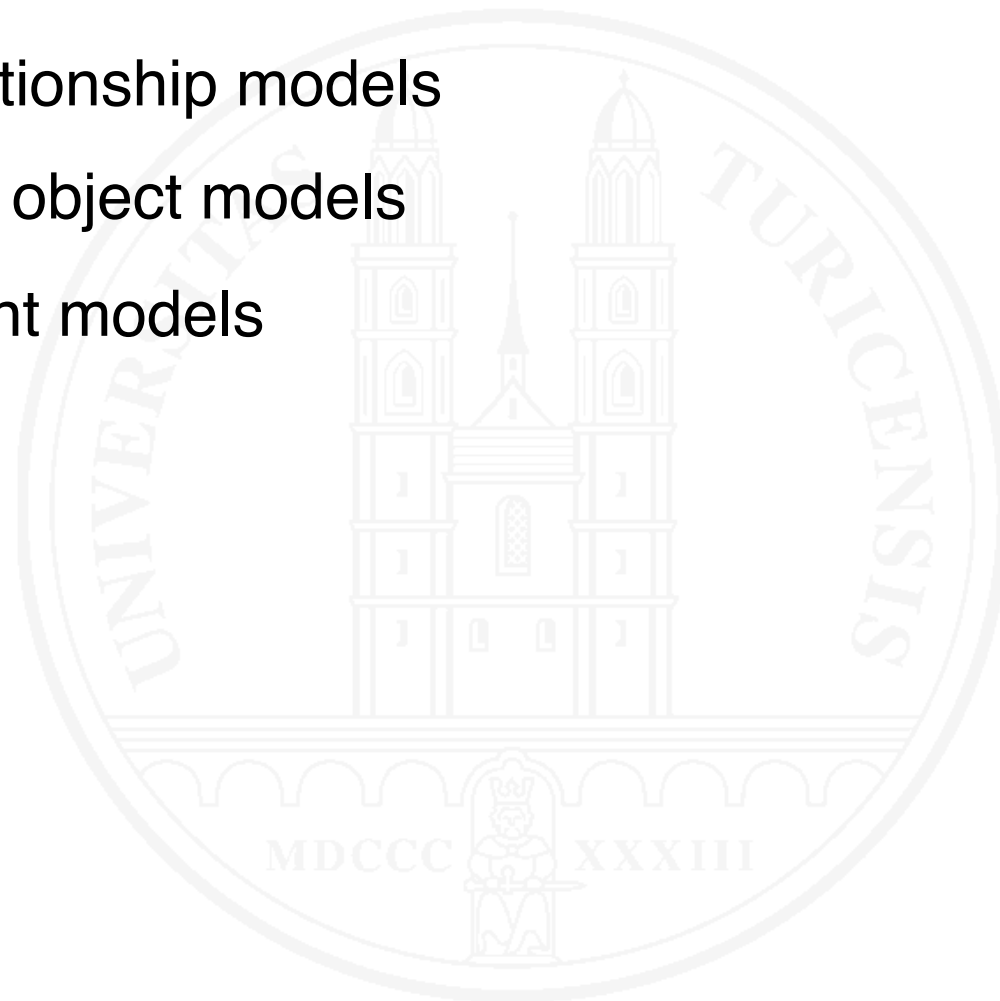 tionship models
object models
nt models
UNIVERSITAS
TURICENSIS
MDCCC XXXIII